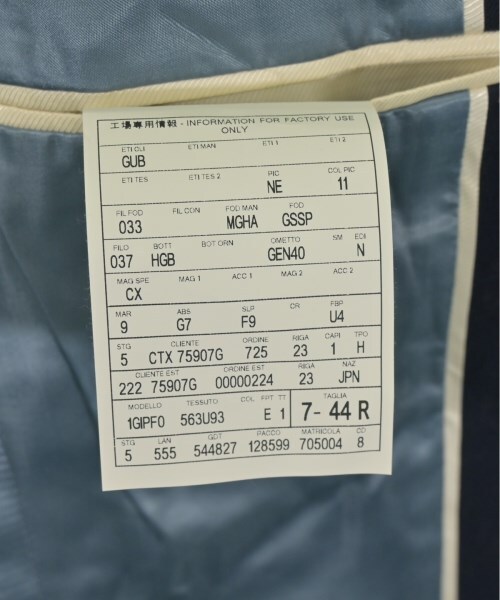 工場専用情報 - INFORMATION FOR FACTORY USE
ONLY
ETI GUI ETI MAN ETI 1 ETI 2
GUB
ETI TES ETI TES 2 PIC COL PIC
NE 11
FIL FOD FIL CON FOD MAN FOD
033 MGHA GSSP
FILO BOTT BOT ORN OMETTO SM
037 HGB GEN40 N
MAG SPE MAG 1 ACC 1 MAG 2 ACC 2
CX
MAR ABS CR FBP
9 G7 F9 U4
STG CLIENTE ORDINE RIGA CAPI TPO
5 CTX 75907G 725 23 1 H
CLIENTE EST ORDINE EST RIGA NAZ
222 75907G 00000224 23 JPN
MODELLO TESSUTO COL FPT TT TAGLIA
1GIPF0 563U93 E 1 7- 44 R
STG LAN GDT PACCO MATRICOLA CD
5 555 544827 128599 705004 8